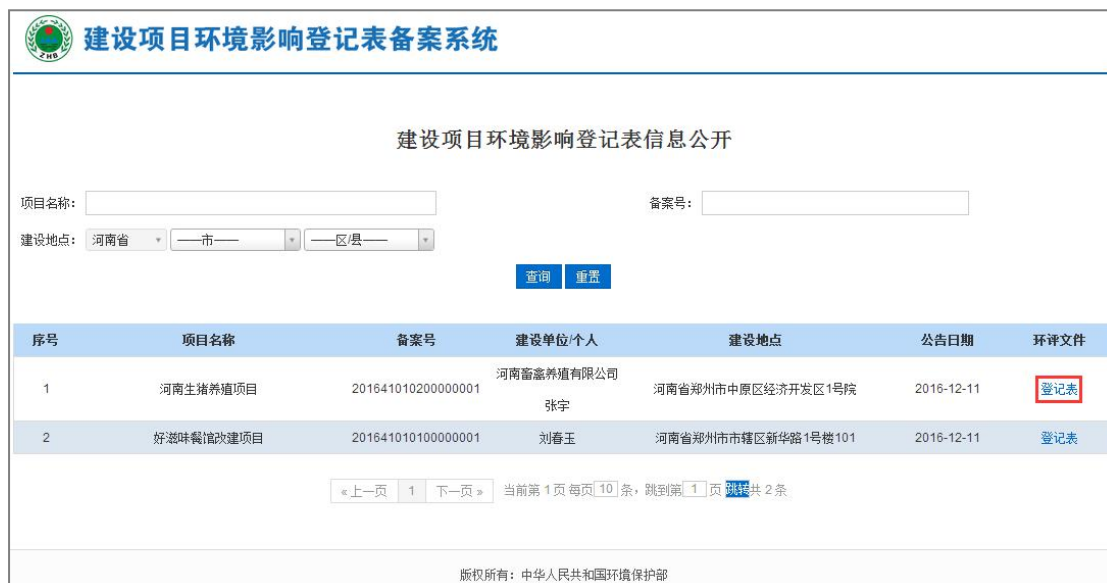 ZHB 建设项目环境影响登记表备案系统
建设项目环境影响登记表信息公开
项目名称： 备案号：
建设地点： 河南省 ——市—— ——区/县——
查询 重置
序号 项目名称 备案号 建设单位/个人 建设地点 公告日期 环评文件
1 河南生猪养殖项目 201641010200000001 河南畜鑫养殖有限公司 张宇 河南省郑州市中原区经济开发区1号院 2016-12-11 登记表
2 好滋味餐馆改建项目 201641010100000001 刘春玉 河南省郑州市市辖区新华路1号楼101 2016-12-11 登记表
«上一页 1 下一页» 当前第 1 页 每页 10 条，跳到第 1 页 跳转共 2 条
版权所有：中华人民共和国环境保护部